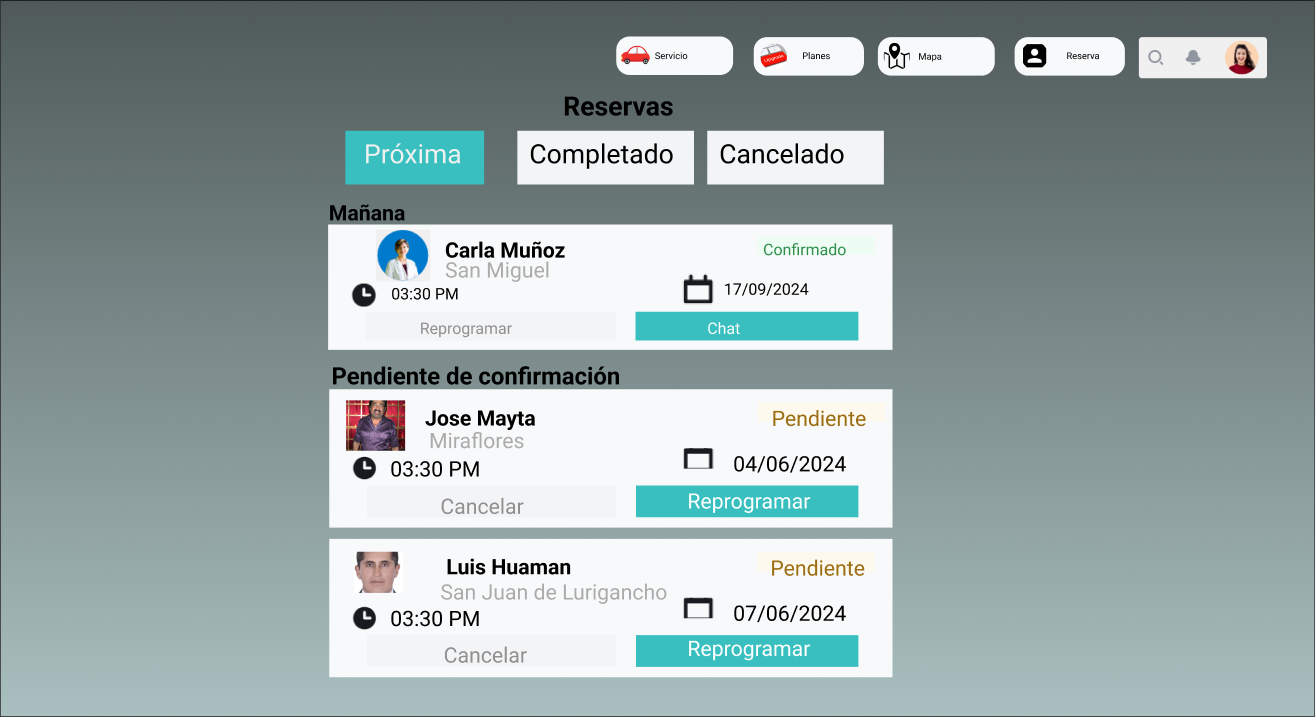 Servicio
Upgrade
Planes
Mapa
Reserva
Reservas
Próxima
Completado
Cancelado
Mañana
Carla Muñoz
Confirmado
San Miguel
03:30 PM
17/09/2024
Reprogramar
Chat
Pendiente de confirmación
Jose Mayta
Pendiente
Miraflores
03:30 PM
04/06/2024
Cancelar
Reprogramar
Luis Huaman
Pendiente
San Juan de Lurigancho
03:30 PM
07/06/2024
Cancelar
Reprogramar